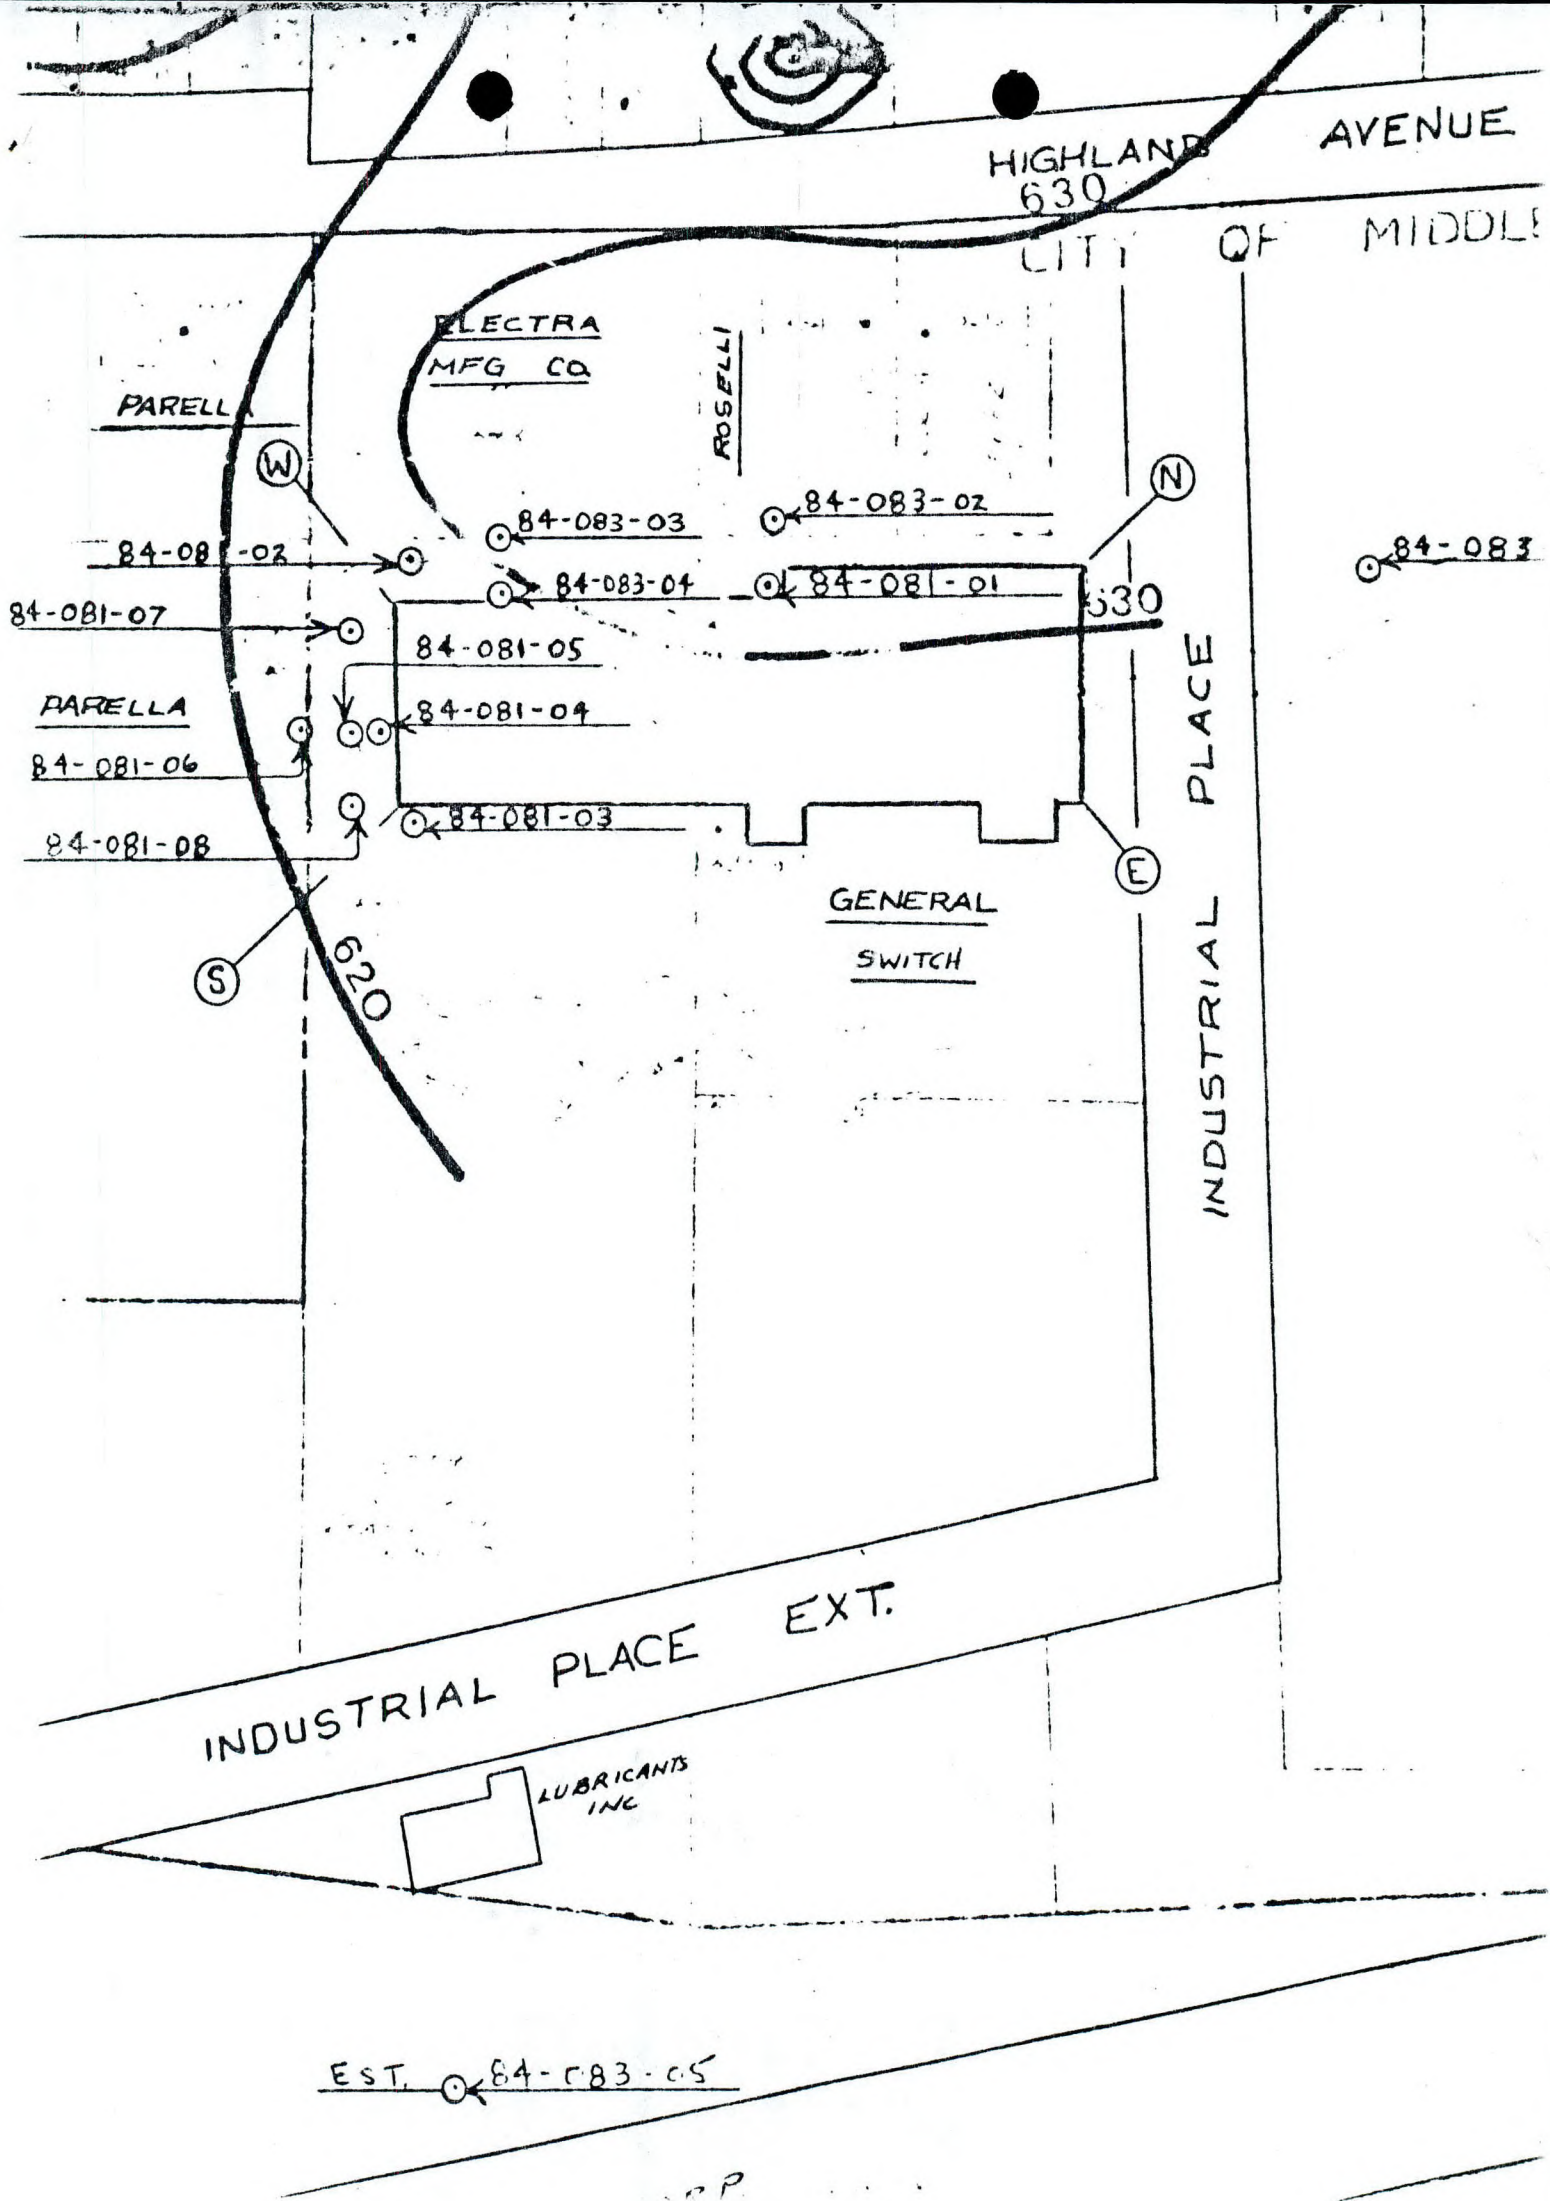 AVENUE
HIGHLAND
630
CITY OF MIDDLE
ELECTRA
MFG CO
ROSELLI
PARELLA
W
N
84-083-03
84-083-02
84-081-02
84-083
84-083-04
84-081-01
630
84-081-07
84-081-05
PARELLA
84-081-04
84-081-06
84-081-03
84-081-08
E
GENERAL
SWITCH
S
620
INDUSTRIAL PLACE
INDUSTRIAL PLACE EXT.
LUBRICANTS
INC
EST. 84-083-05